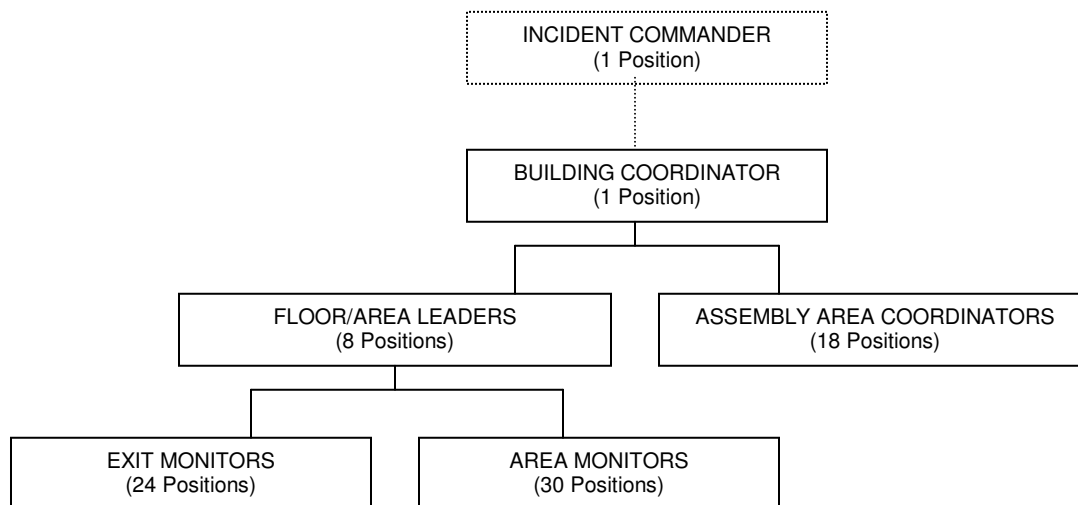 INCIDENT COMMANDER
(1 Position)
BUILDING COORDINATOR
(1 Position)
FLOOR/AREA LEADERS
(8 Positions)
ASSEMBLY AREA COORDINATORS
(18 Positions)
EXIT MONITORS
(24 Positions)
AREA MONITORS
(30 Positions)